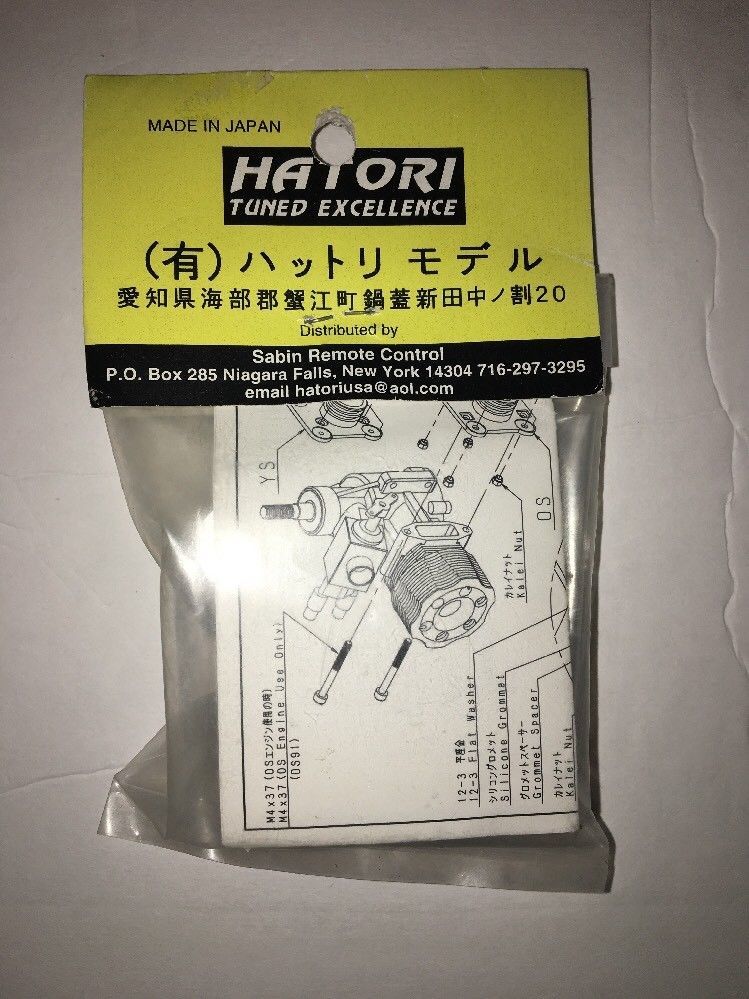 MADE IN JAPAN
HATORI
TUNED EXCELLENCE
(有)ハットリ モデル
愛知県海部郡蟹江町鍋蓋新田中ノ割20
Distributed by
Sabin Remote Control
P.O. Box 285 Niagara Falls, New York 14304 716-297-3295
email hatoriusa@aol.com
YS
OS
カレイナット
Kalei Nut
M4x37(OSエンジン使用の時)
M4x37(OS Engine Use Only)
(OS91)
12-3 平座金
12-3 Flat Washer
シリコングロメット
Silicone Grommet
グロメットスペーサー
Grommet Spacer
カレイナット
Kalei Nut